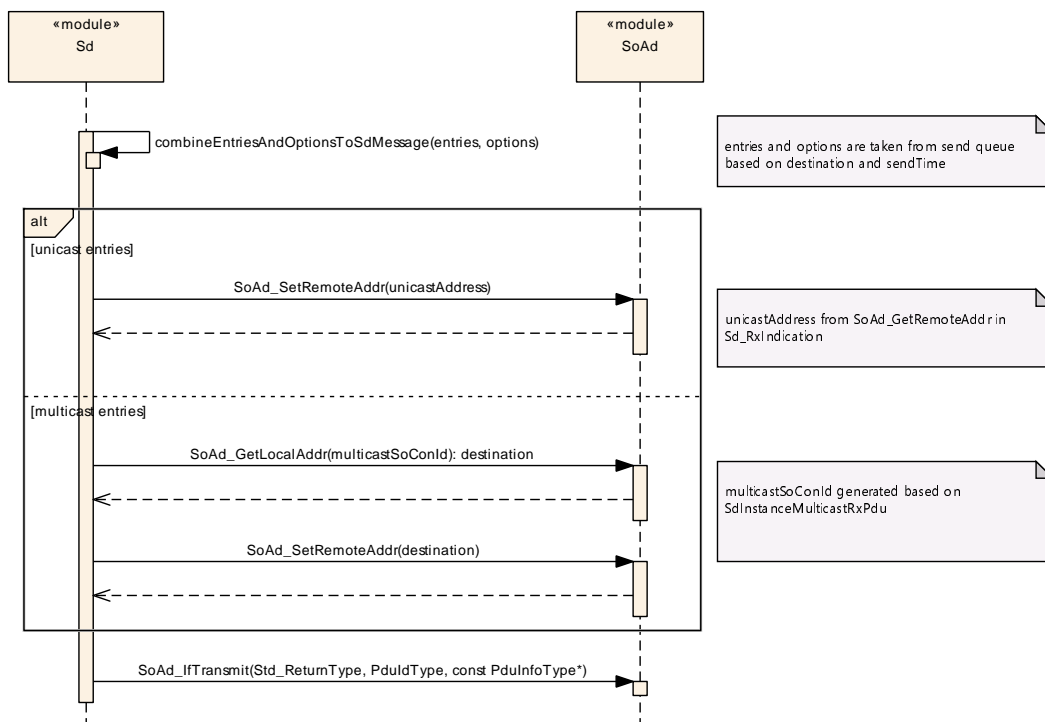 «module»
Sd
«module»
SoAd
combineEntriesAndOptionsToSdMessage(entries, options)
entries and options are taken from send queue
based on destination and sendTime
alt
[unicast entries]
SoAd_SetRemoteAddr(unicastAddress)
unicastAddress from SoAd_GetRemoteAddr in
Sd_RxIndication
[multicast entries]
SoAd_GetLocalAddr(multicastSoConId): destination
multicastSoConId generated based on
SdInstanceMulticastRxPdu
SoAd_SetRemoteAddr(destination)
SoAd_IfTransmit(Std_ReturnType, PduIdType, const PduInfoType*)